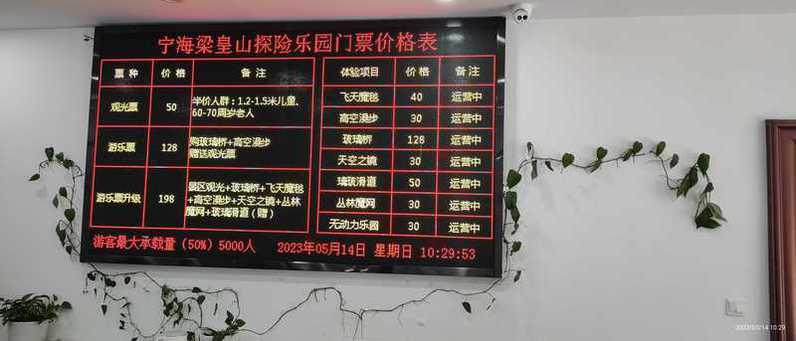 宁海梁皇山探险乐园门票价格表
票种 价格 备注
观光票 50 半价人群：1.2-1.5米儿童、
60-70周岁老人
游乐票 128 购玻璃桥+高空漫步
赠送观光票
游乐票升级 198 景区观光+玻璃桥+飞天魔毯
+高空漫步+天空之镜+丛林
魔网+玻璃滑道（赠）
体验项目 价格 备注
飞天魔毯 40 运营中
高空漫步 30 运营中
玻璃桥 128 运营中
天空之镜 30 运营中
璃玻滑道 50 运营中
丛林魔网 30 运营中
无动力乐园 30 运营中
游客最大承载量（50%）5000人 2023年05月14日 星期日 10:29:53
2023/05/14 10:29